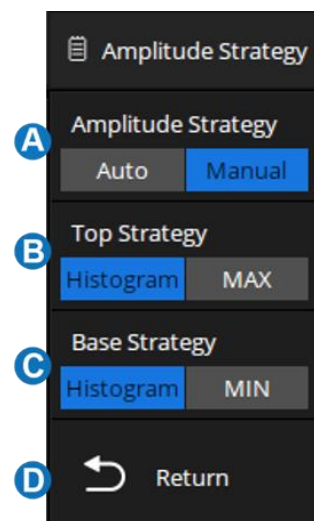 Amplitude Strategy
A
Amplitude Strategy
Auto Manual
B
Top Strategy
Histogram MAX
C
Base Strategy
Histogram MIN
D
Return